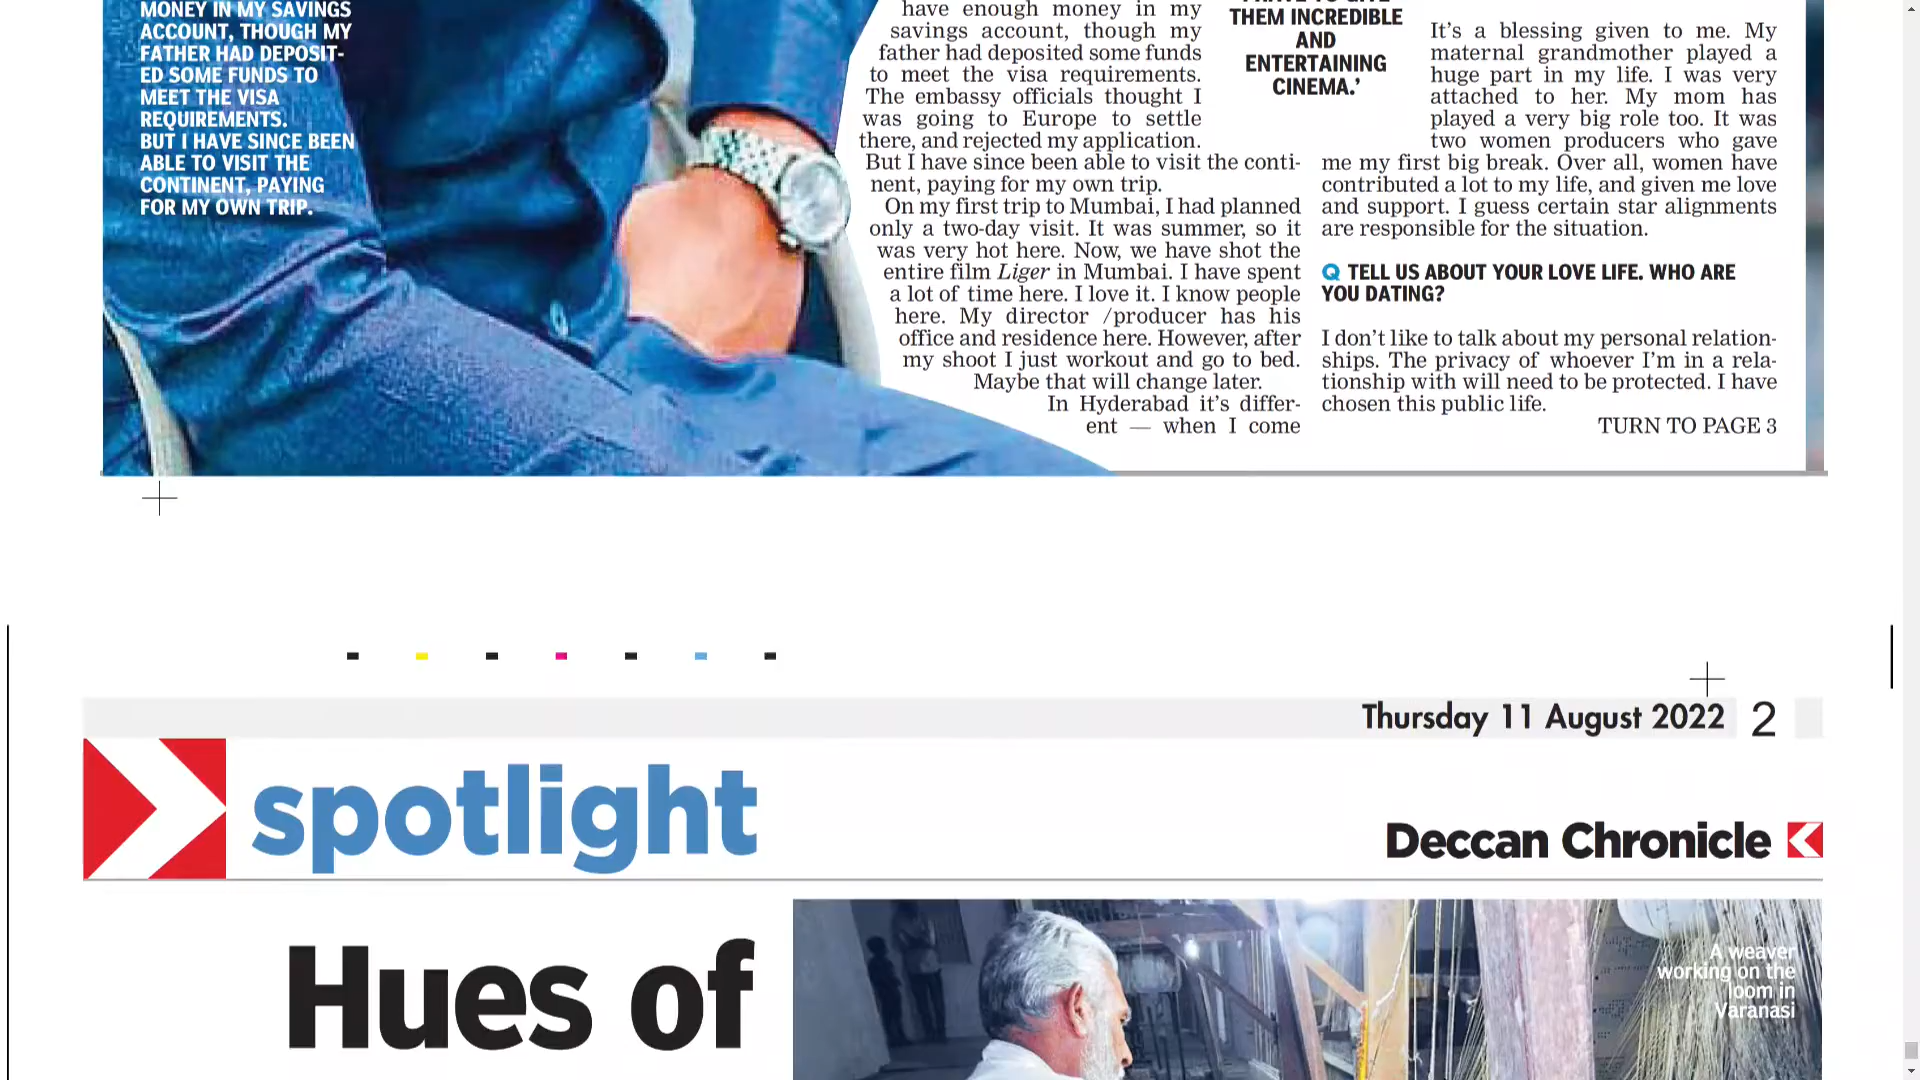 MONEY IN MY SAVINGS
ACCOUNT, THOUGH MY
FATHER HAD DEPOSIT-
ED SOME FUNDS TO
MEET THE VISA
REQUIREMENTS.
BUT I HAVE SINCE BEEN
ABLE TO VISIT THE
CONTINENT, PAYING
FOR MY OWN TRIP.
have enough money in my
savings account, though my
father had deposited some funds
to meet the visa requirements.
The embassy officials thought I
was going to Europe to settle
there, and rejected my application.
But I have since been able to visit the conti-
nent, paying for my own trip.
On my first trip to Mumbai, I had planned
only a two-day visit. It was summer, so it
was very hot here. Now, we have shot the
entire film Liger in Mumbai. I have spent
a lot of time here. I love it. I know people
here. My director /producer has his
office and residence here. However, after
my shoot I just workout and go to bed.
Maybe that will change later.
In Hyderabad it's differ-
ent — when I come
THEM INCREDIBLE
AND
ENTERTAINING
CINEMA.'
It's a blessing given to me. My
maternal grandmother played a
huge part in my life. I was very
attached to her. My mom has
played a very big role too. It was
two women producers who gave
me my first big break. Over all, women have
contributed a lot to my life, and given me love
and support. I guess certain star alignments
are responsible for the situation.
Q TELL US ABOUT YOUR LOVE LIFE. WHO ARE
YOU DATING?
I don't like to talk about my personal relation-
ships. The privacy of whoever I'm in a rela-
tionship with will need to be protected. I have
chosen this public life.
TURN TO PAGE 3
Thursday 11 August 2022 2
spotlight
Deccan Chronicle
Hues of
A weaver
working on the
loom in
Varanasi